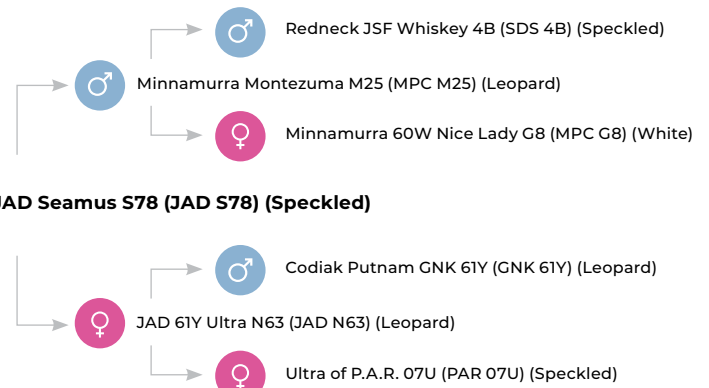 Redneck JSF Whiskey 4B (SDS 4B) (Speckled)
Minnamurra Montezuma M25 (MPC M25) (Leopard)
Minnamurra 60W Nice Lady G8 (MPC G8) (White)
JAD Seamus S78 (JAD S78) (Speckled)
Codiak Putnam GNK 61Y (GNK 61Y) (Leopard)
JAD 61Y Ultra N63 (JAD N63) (Leopard)
Ultra of P.A.R. 07U (PAR 07U) (Speckled)